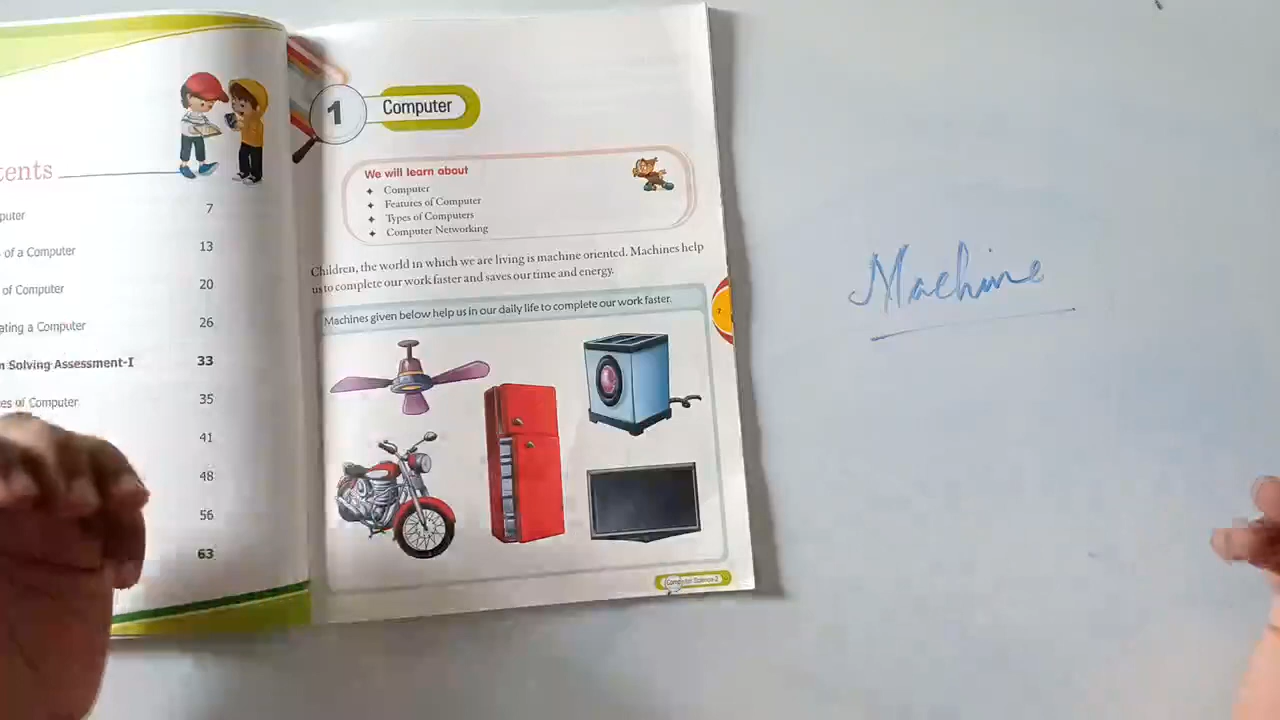 tents
puter 7
of a Computer 13
of Computer 20
ating a Computer 26
n Solving Assessment-I 33
es of Computer 35
41
48
56
63
1 Computer
We will learn about
✦ Computer
✦ Features of Computer
✦ Types of Computers
✦ Computer Networking
Children, the world in which we are living is machine oriented. Machines help
us to complete our work faster and saves our time and energy.
Machines given below help us in our daily life to complete our work faster.
7
Computer Science-2
Machine